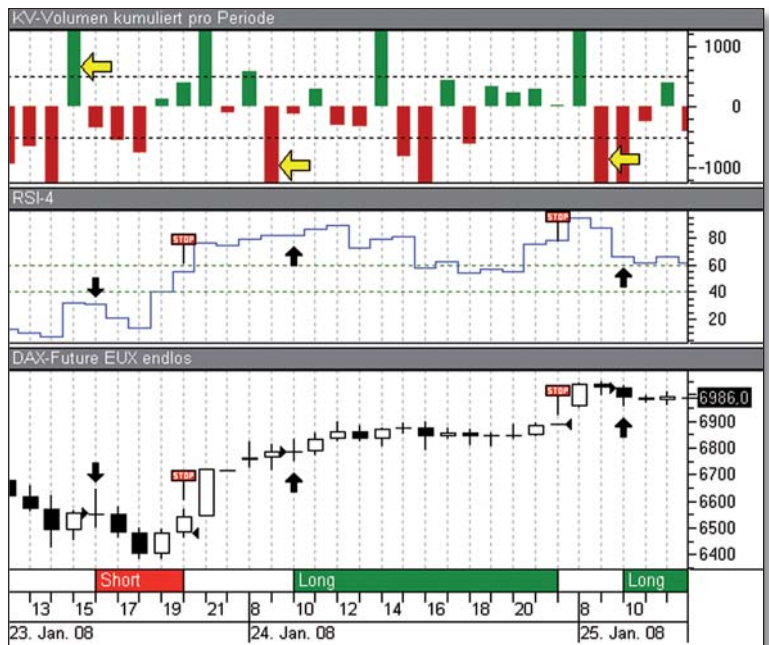 KV-Volumen kumuliert pro Periode
1000
0
-1000
RSI-4
STOP STOP
80
60
40
20
DAX-Future EUX endlos
STOP STOP
6986.0
6900
6800
6700
6600
6500
6400
Short Long Long
13 15 17 19 21 8 10 12 14 16 18 20 8 10
23. Jan. 08 24. Jan. 08 25. Jan. 08